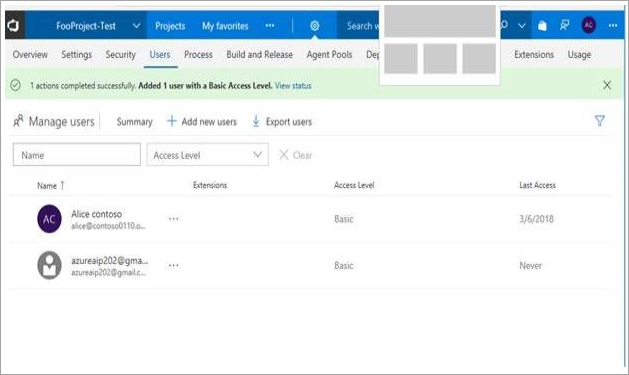 FooProject-Test Projects My favorites ... Search
Overview Settings Security Users Process Build and Release Agent Pools Extensions Usage
1 actions completed successfully. Added 1 user with a Basic Access Level. View status
Manage users Summary + Add new users Export users
Name Access Level Clear
Name ↑ Extensions Access Level Last Access
AC Alice contoso ... Basic 3/6/2018
alice@contoso0110.o...
azureaip202@gma... ... Basic Never
azureaip202@gmail.c...